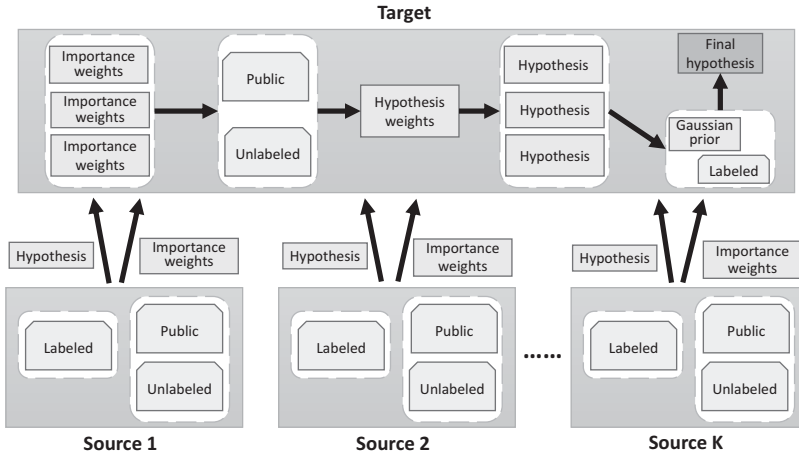 Target
Importance
weights
Importance
weights
Importance
weights
Public
Unlabeled
Hypothesis
weights
Hypothesis
Hypothesis
Hypothesis
Final
hypothesis
Gaussian
prior
Labeled
Hypothesis
Importance
weights
Hypothesis
Importance
weights
Hypothesis
Importance
weights
Labeled
Public
Unlabeled
Labeled
Public
Unlabeled
......
Labeled
Public
Unlabeled
Source 1
Source 2
Source K